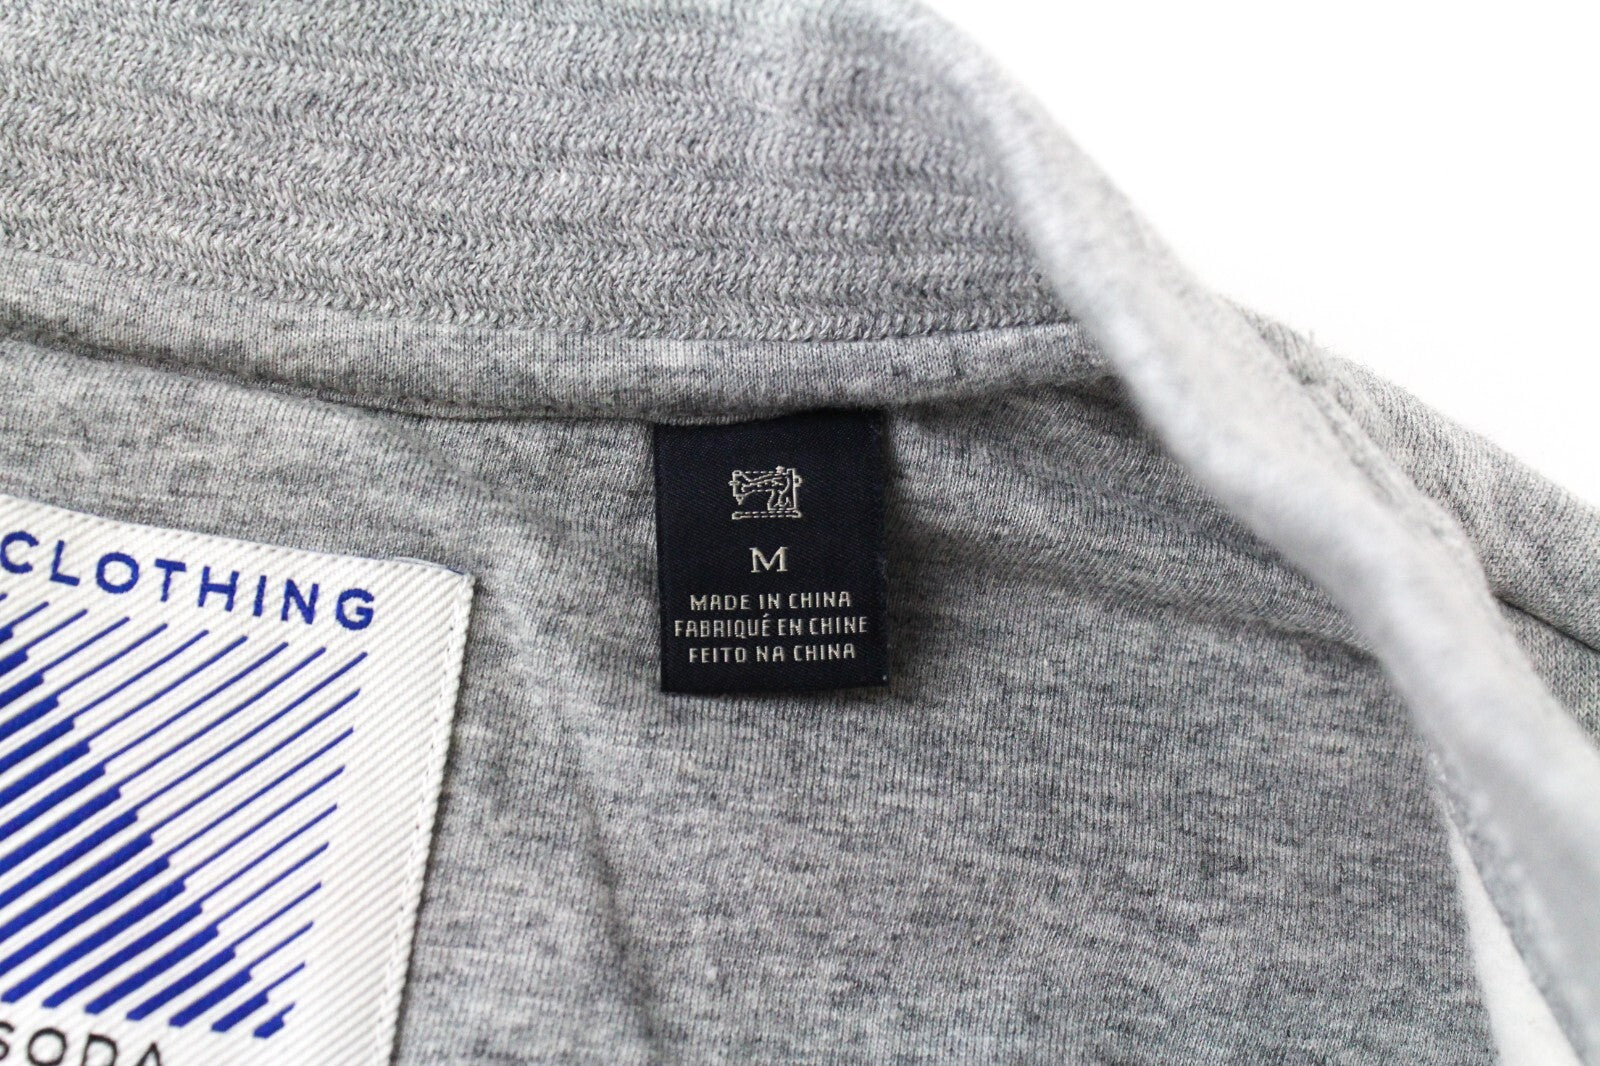 CLOTHING
SODA
M
MADE IN CHINA
FABRIQUÉ EN CHINE
FEITO NA CHINA